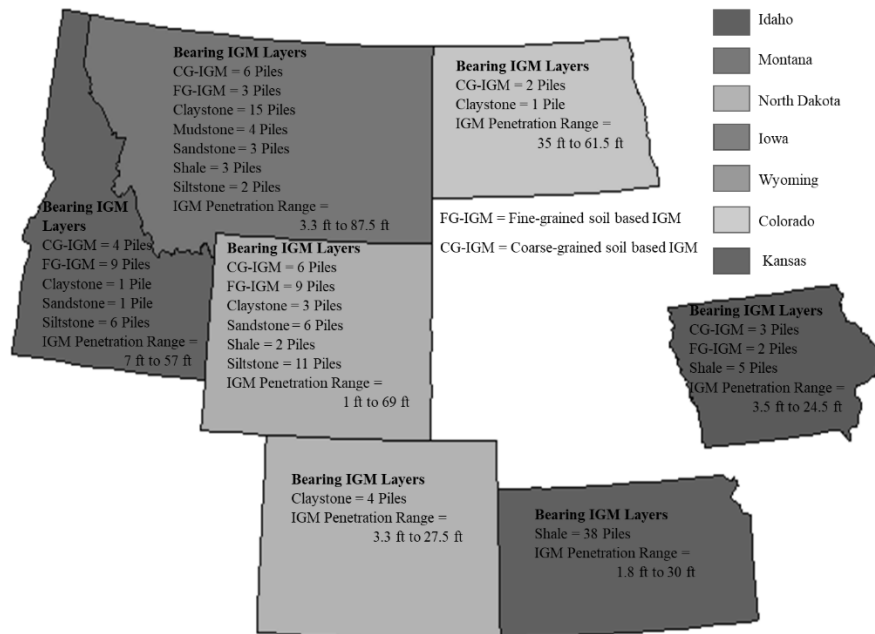 Bearing IGM Layers
CG-IGM = 6 Piles
FG-IGM = 3 Piles
Claystone = 15 Piles
Mudstone = 4 Piles
Sandstone = 3 Piles
Shale = 3 Piles
Siltstone = 2 Piles
IGM Penetration Range =
3.3 ft to 87.5 ft
Bearing IGM Layers
CG-IGM = 2 Piles
Claystone = 1 Pile
IGM Penetration Range =
35 ft to 61.5 ft
Idaho
Montana
North Dakota
Iowa
Wyoming
Colorado
Kansas
FG-IGM = Fine-grained soil based IGM
CG-IGM = Coarse-grained soil based IGM
Bearing IGM
Layers
CG-IGM = 4 Piles
FG-IGM = 9 Piles
Claystone = 1 Pile
Sandstone = 1 Pile
Siltstone = 6 Piles
IGM Penetration Range =
7 ft to 57 ft
Bearing IGM Layers
CG-IGM = 6 Piles
FG-IGM = 9 Piles
Claystone = 3 Piles
Sandstone = 6 Piles
Shale = 2 Piles
Siltstone = 11 Piles
IGM Penetration Range =
1 ft to 69 ft
Bearing IGM Layers
CG-IGM = 3 Piles
FG-IGM = 2 Piles
Shale = 5 Piles
IGM Penetration Range =
3.5 ft to 24.5 ft
Bearing IGM Layers
Claystone = 4 Piles
IGM Penetration Range =
3.3 ft to 27.5 ft
Bearing IGM Layers
Shale = 38 Piles
IGM Penetration Range =
1.8 ft to 30 ft